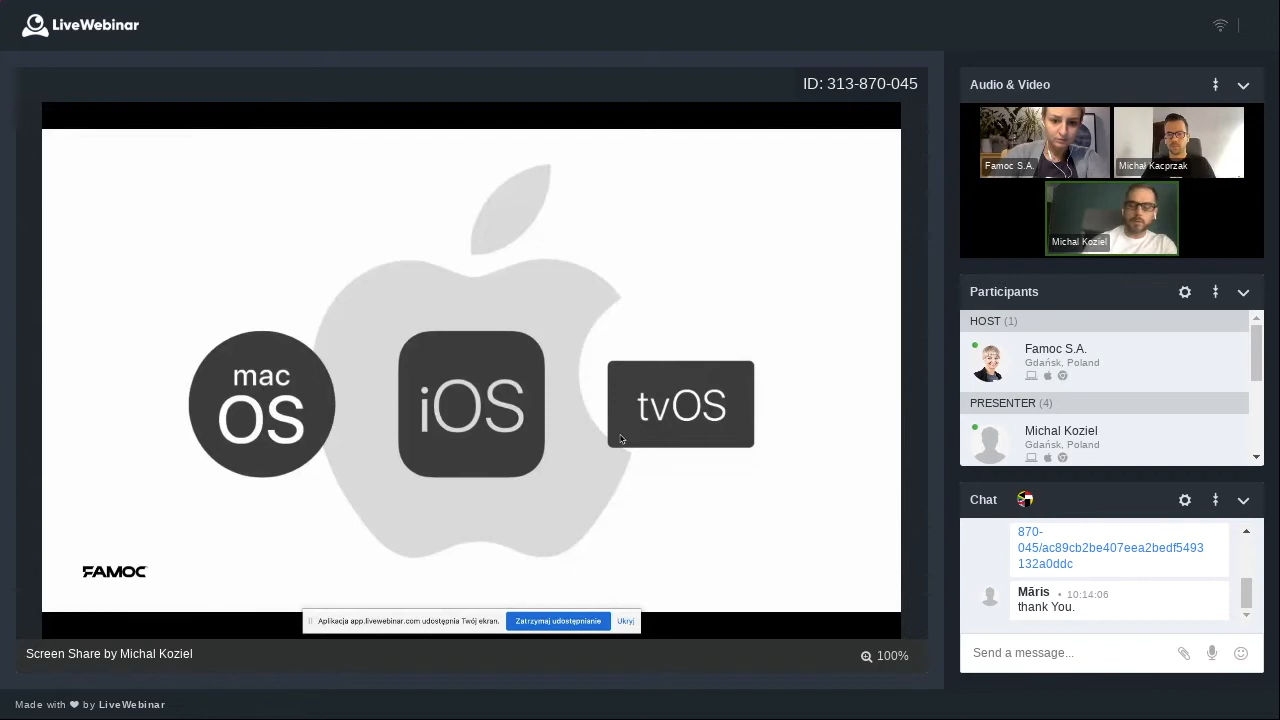 LiveWebinar
ID: 313-870-045
mac
OS
iOS
tvOS
FAMOC
Aplikacja app.livewebinar.com udostępnia Twój ekran.
Zatrzymaj udostępnianie
Ukryj
Screen Share by Michal Koziel
100%
Made with ❤ by LiveWebinar
Audio & Video
Famoc S.A.
Michał Kacprzak
Michal Koziel
Participants
HOST (1)
Famoc S.A.
Gdańsk, Poland
PRESENTER (4)
Michal Koziel
Gdańsk, Poland
Chat
870-
045/ac89cb2be407eea2bedf5493
132a0ddc
Māris • 10:14:06
thank You.
Send a message...